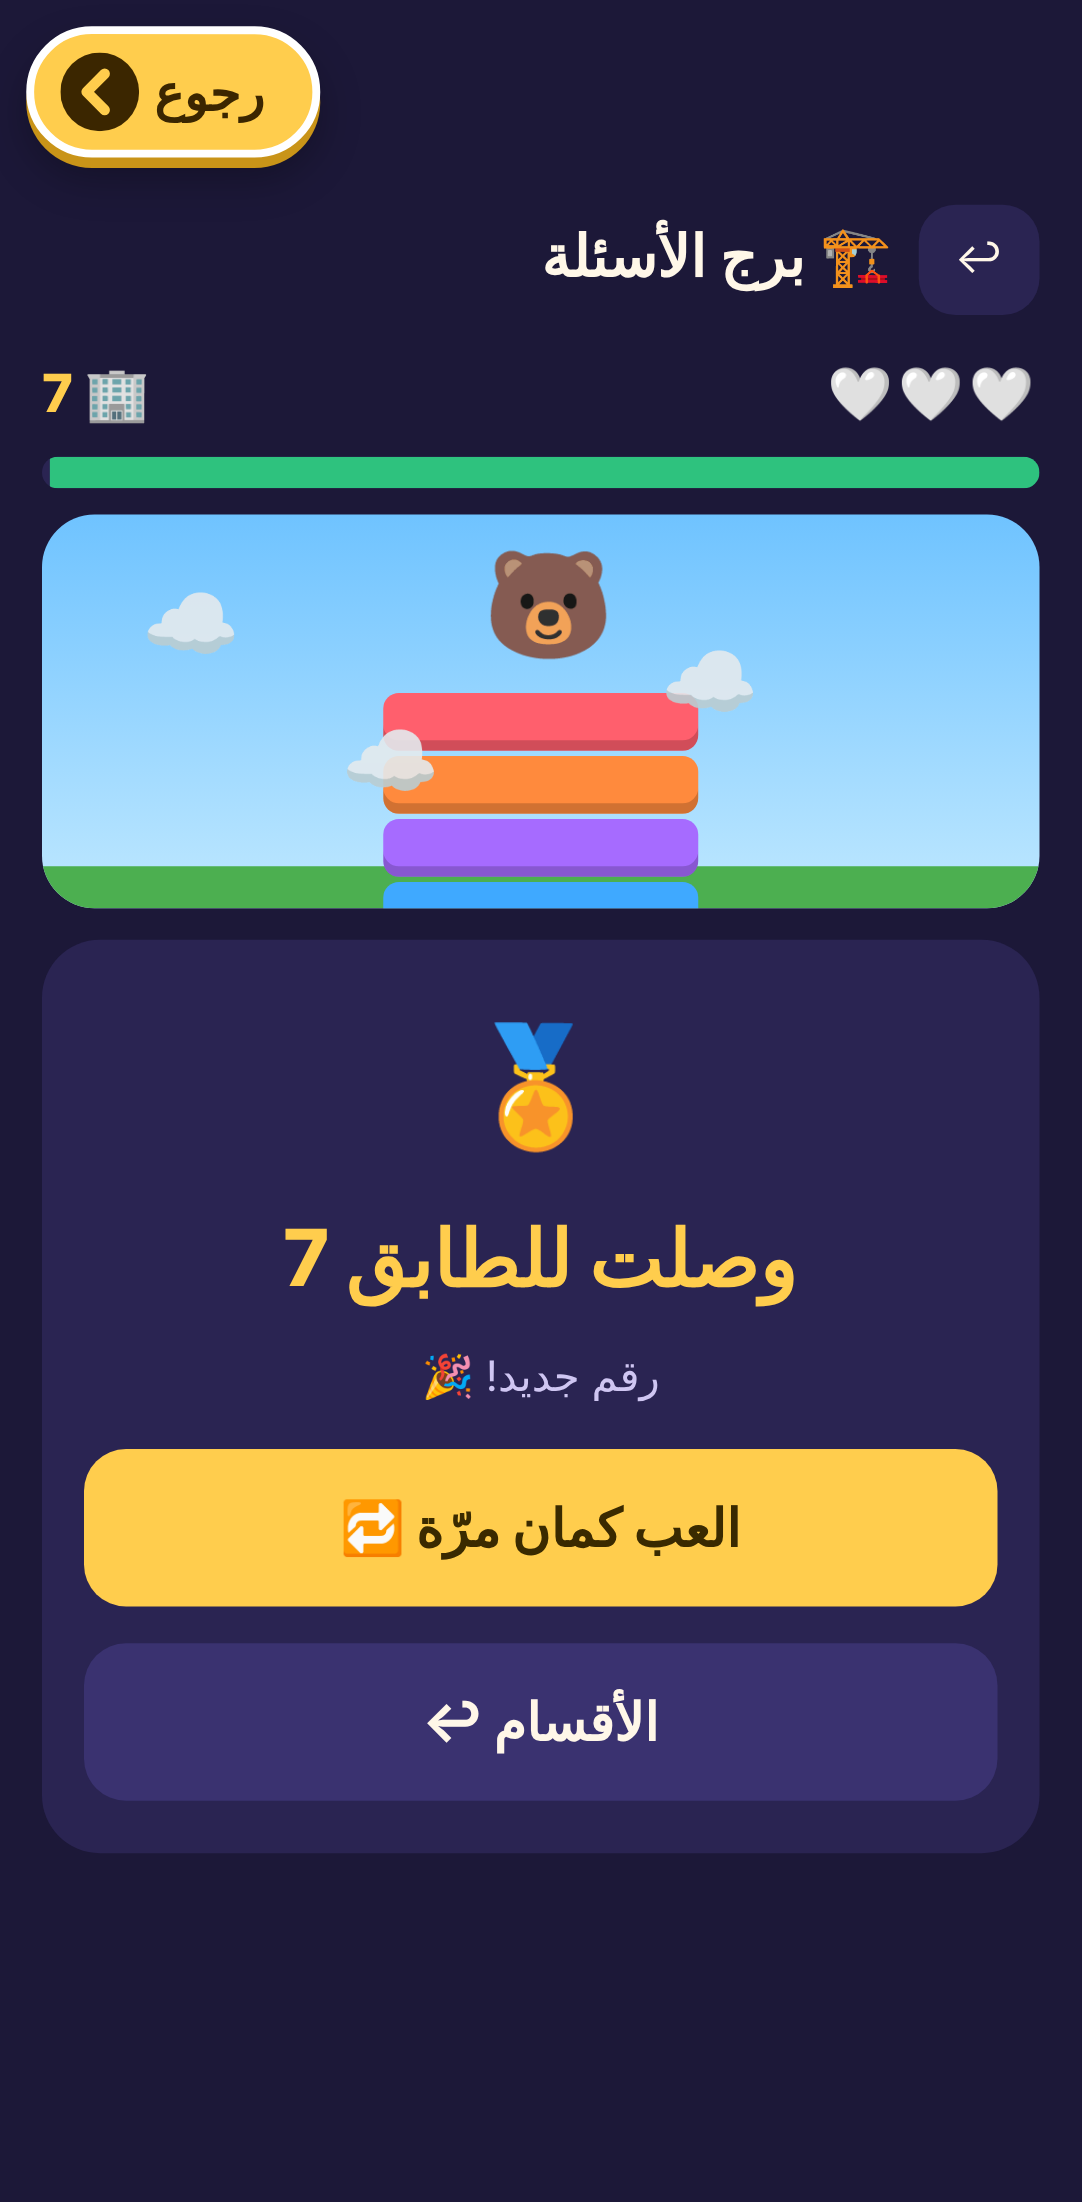 رجوع
برج الأسئلة
7
وصلت للطابق 7
رقم جديد!
العب كمان مرّة
الأقسام